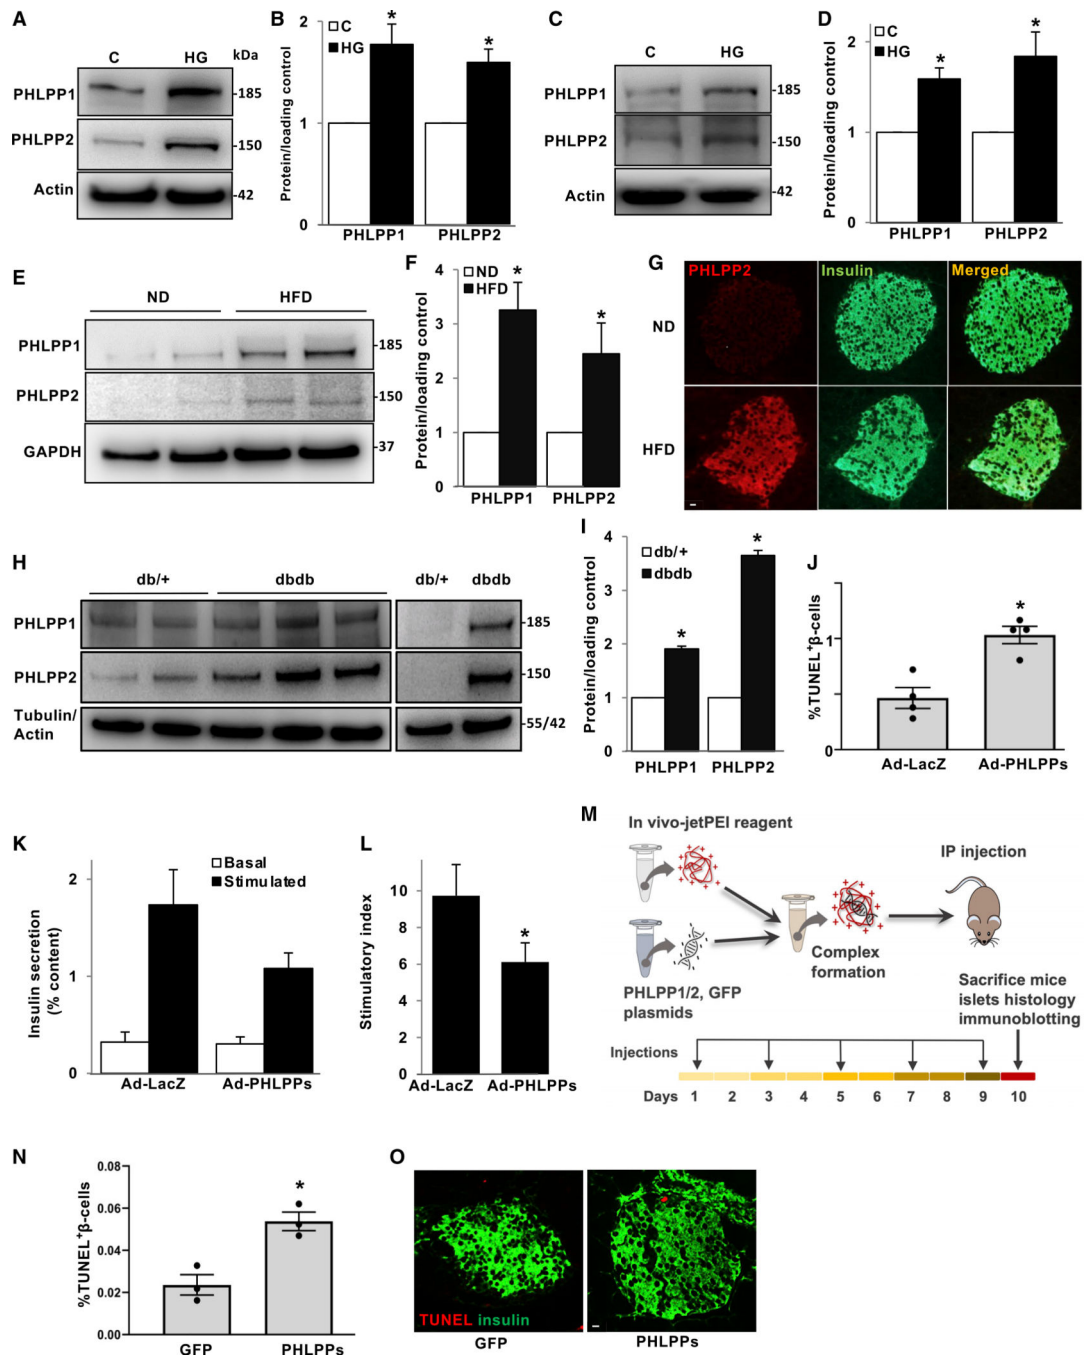 A
C HG kDa
PHLPP1 -185
PHLPP2 -150
Actin -42
B
C
HG
Protein/loading control
2
1
0
* *
PHLPP1 PHLPP2
C
C HG
PHLPP1 -185
PHLPP2 -150
Actin -42
D
C
HG
Protein/loading control
2
1
0
* *
PHLPP1 PHLPP2
E
ND HFD
PHLPP1 -185
PHLPP2 -150
GAPDH -37
F
ND
HFD
Protein/loading control
4
3
2
1
0
* *
PHLPP1 PHLPP2
G
PHLPP2 Insulin Merged
ND
HFD
H
db/+ dbdb db/+ dbdb
PHLPP1 -185
PHLPP2 -150
Tubulin/
Actin -55/42
I
db/+
dbdb
Protein/loading control
4
3
2
1
0
* *
PHLPP1 PHLPP2
J
%TUNEL⁺β-cells
1
0
*
Ad-LacZ Ad-PHLPPs
K
Basal
Stimulated
Insulin secretion
(% content)
2
1
0
Ad-LacZ Ad-PHLPPs
L
Stimulatory index
10
8
6
4
2
0
*
Ad-LacZ Ad-PHLPPs
M
In vivo-jetPEI reagent
IP injection
Complex
formation
PHLPP1/2, GFP
plasmids
Sacrifice mice
islets histology
immunoblotting
Injections
Days 1 2 3 4 5 6 7 8 9 10
N
%TUNEL⁺β-cells
0.08
0.06
0.04
0.02
0.00
*
GFP PHLPPs
O
TUNEL insulin
GFP PHLPPs